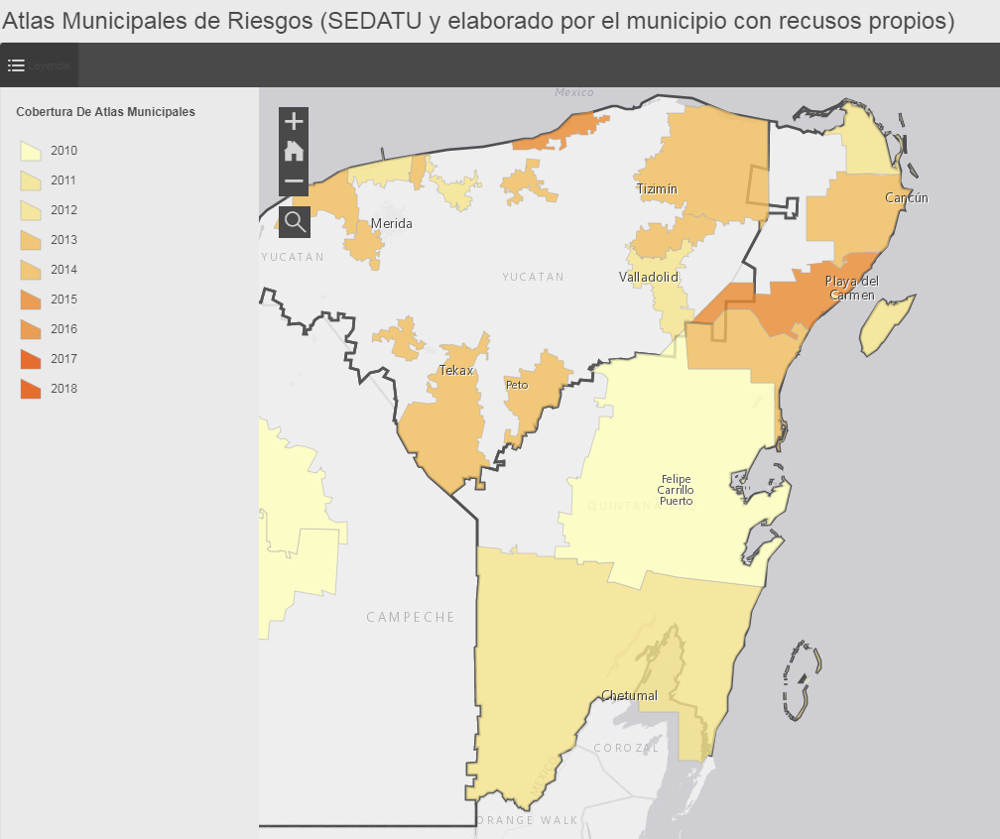 Atlas Municipales de Riesgos (SEDATU y elaborado por el municipio con recusos propios)
Leyenda
Cobertura De Atlas Municipales
2010
2011
2012
2013
2014
2015
2016
2017
2018
Mexico
Tizimín
Cancún
Merida
YUCATAN
YUCATAN
Valladolid
Playa del
Carmen
Tekax
Peto
Felipe
Carrillo
Puerto
QUINTANA
CAMPECHE
Chetumal
COROZAL
MEXICO
ORANGE WALK